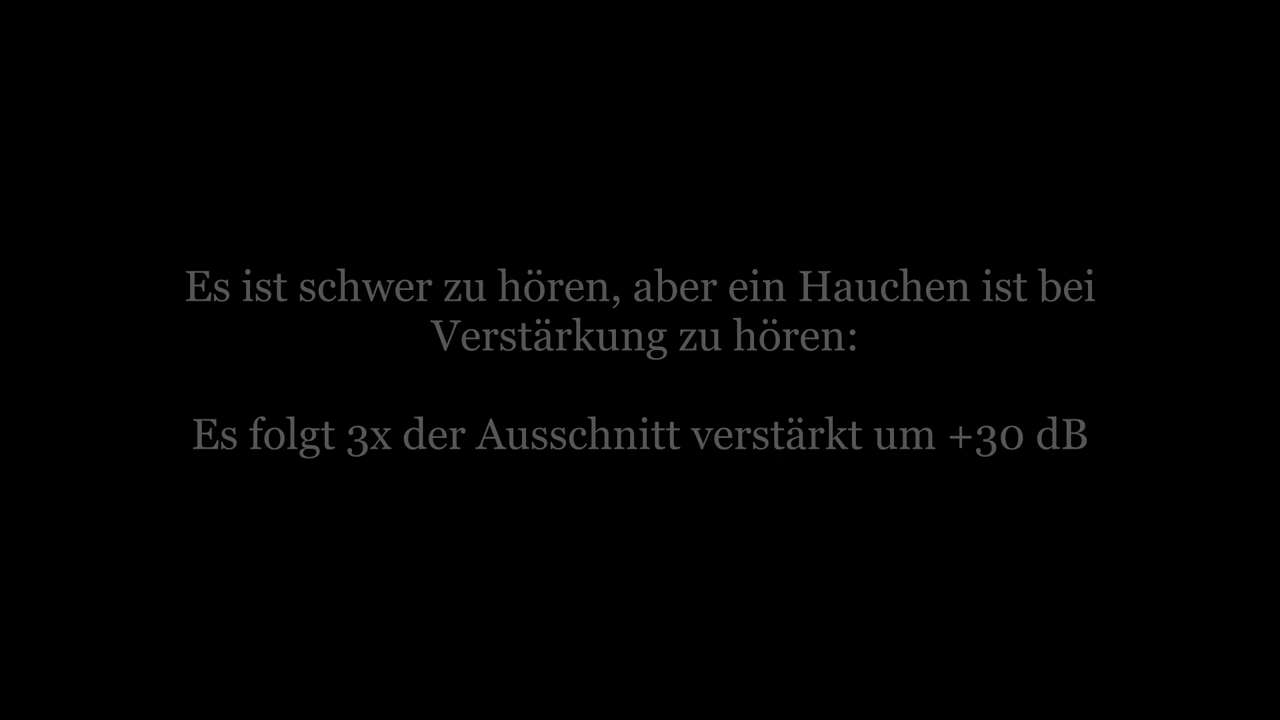 Es ist schwer zu hören, aber ein Hauchen ist bei
Verstärkung zu hören:
Es folgt 3x der Ausschnitt verstärkt um +30 dB